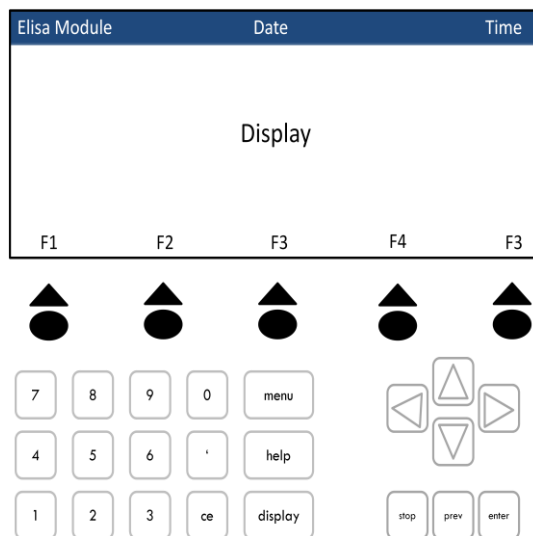 Elisa Module Date Time
Display
F1 F2 F3 F4 F3
7 8 9 0 menu
4 5 6 ' help
1 2 3 ce display stop prev enter